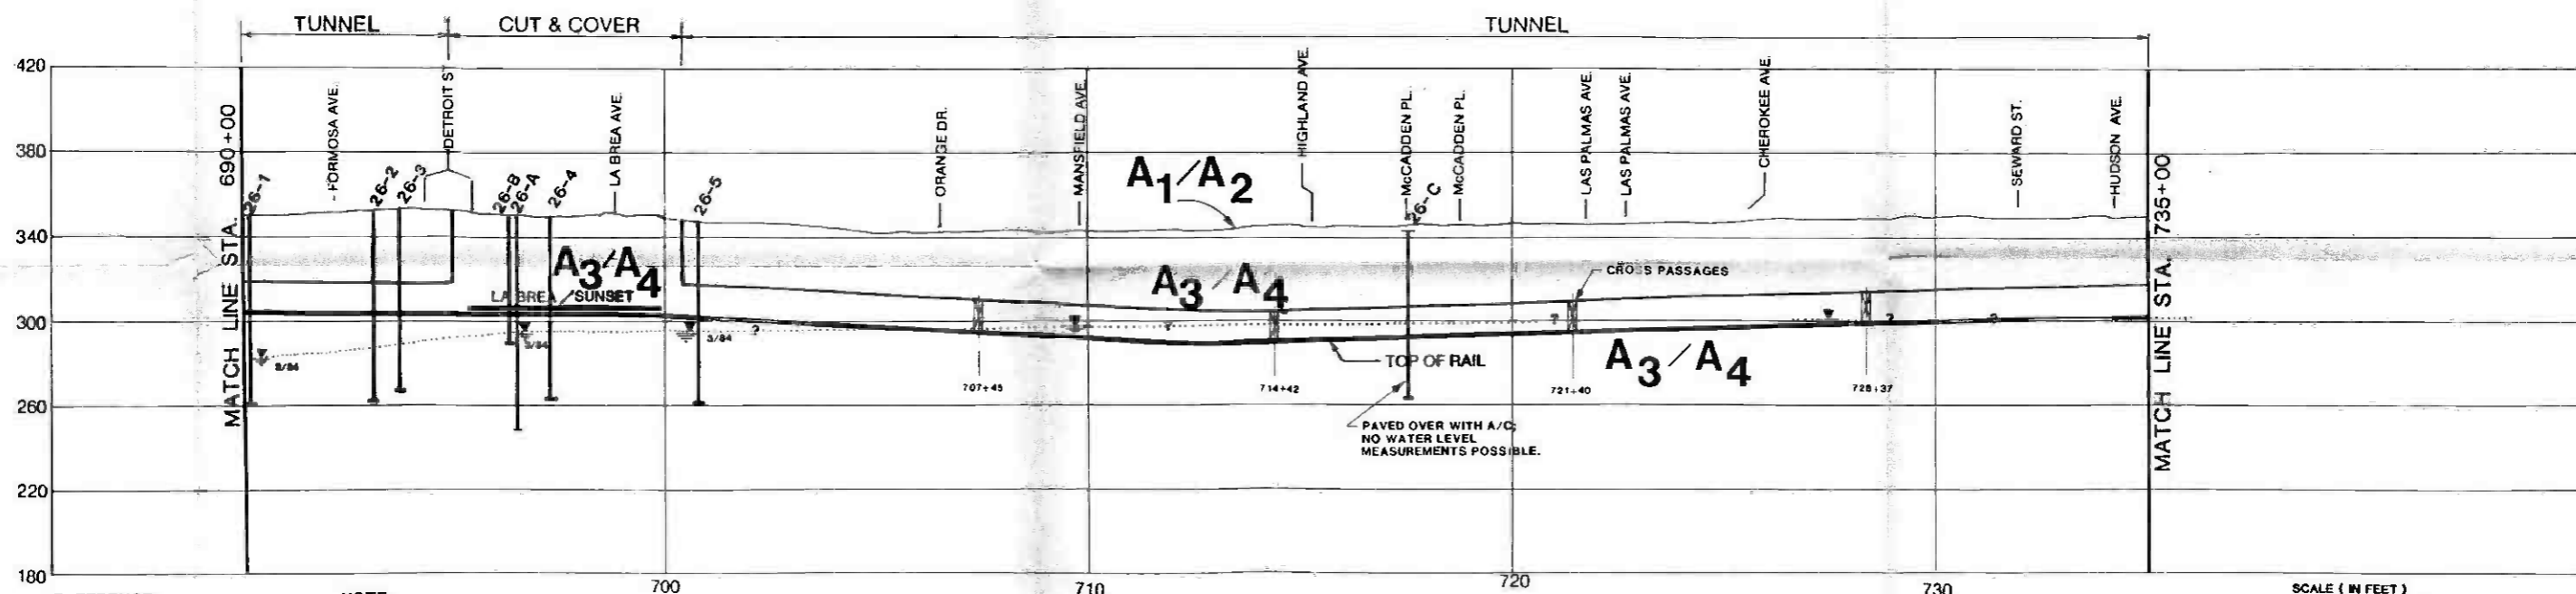 TUNNEL
CUT & COVER
TUNNEL
420
380
340
300
260
220
180
MATCH LINE STA. 690+00
FORMOSA AVE.
DETROIT ST
LA BREA AVE.
ORANGE DR.
MANSFIELD AVE.
HIGHLAND AVE.
McCADDEN PL.
McCADDEN PL.
LAS PALMAS AVE.
LAS PALMAS AVE.
CHEROKEE AVE.
SEWARD ST.
HUDSON AVE.
MATCH LINE STA. 735+00
26-1
26-2
26-3
26-B
26-A
26-4
26-5
26-C
A1/A2
A3/A4
A3/A4
A3/A4
LA BREA/SUNSET
CROSS PASSAGES
TOP OF RAIL
3/84
3/84
?
?
?
?
?
707+45
714+42
721+40
728+37
PAVED OVER WITH A/C;
NO WATER LEVEL
MEASUREMENTS POSSIBLE.
700
710
720
730
NOTE
SCALE ( IN FEET )